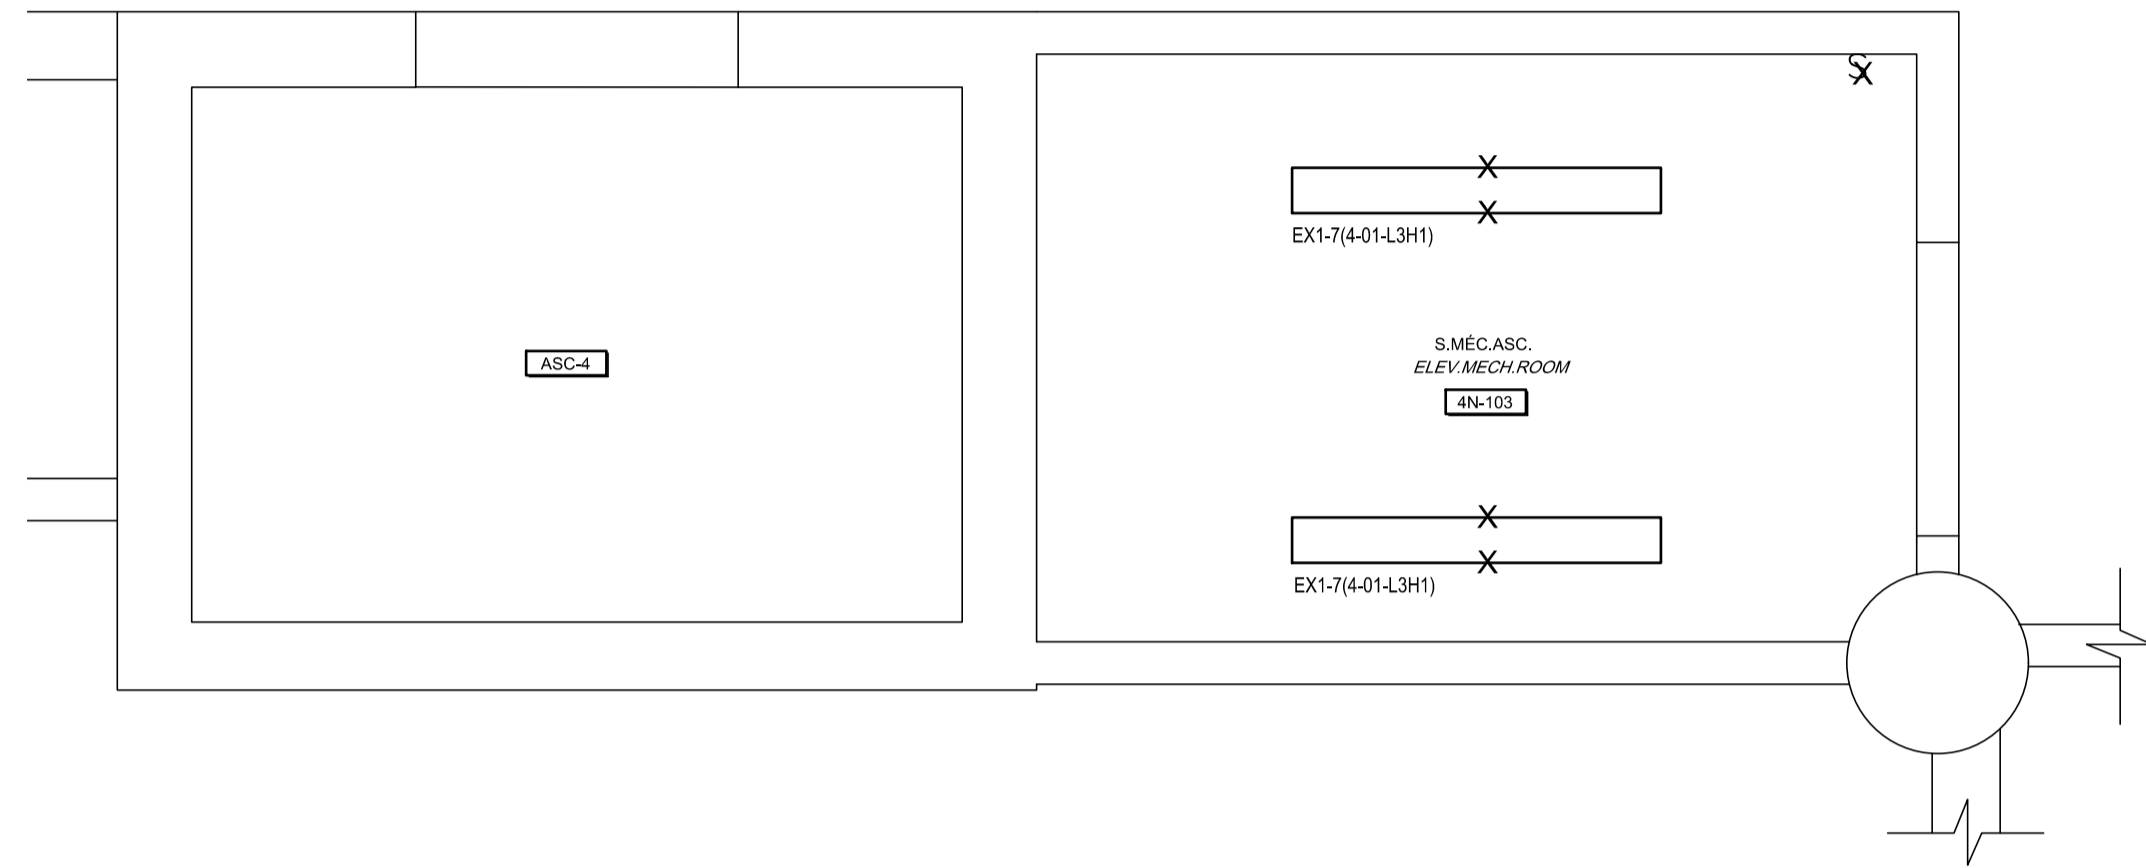 S
X
X
X
EX1-7(4-01-L3H1)
S.MÉC.ASC.
ELEV.MECH.ROOM
ASC-4
4N-103
X
X
EX1-7(4-01-L3H1)